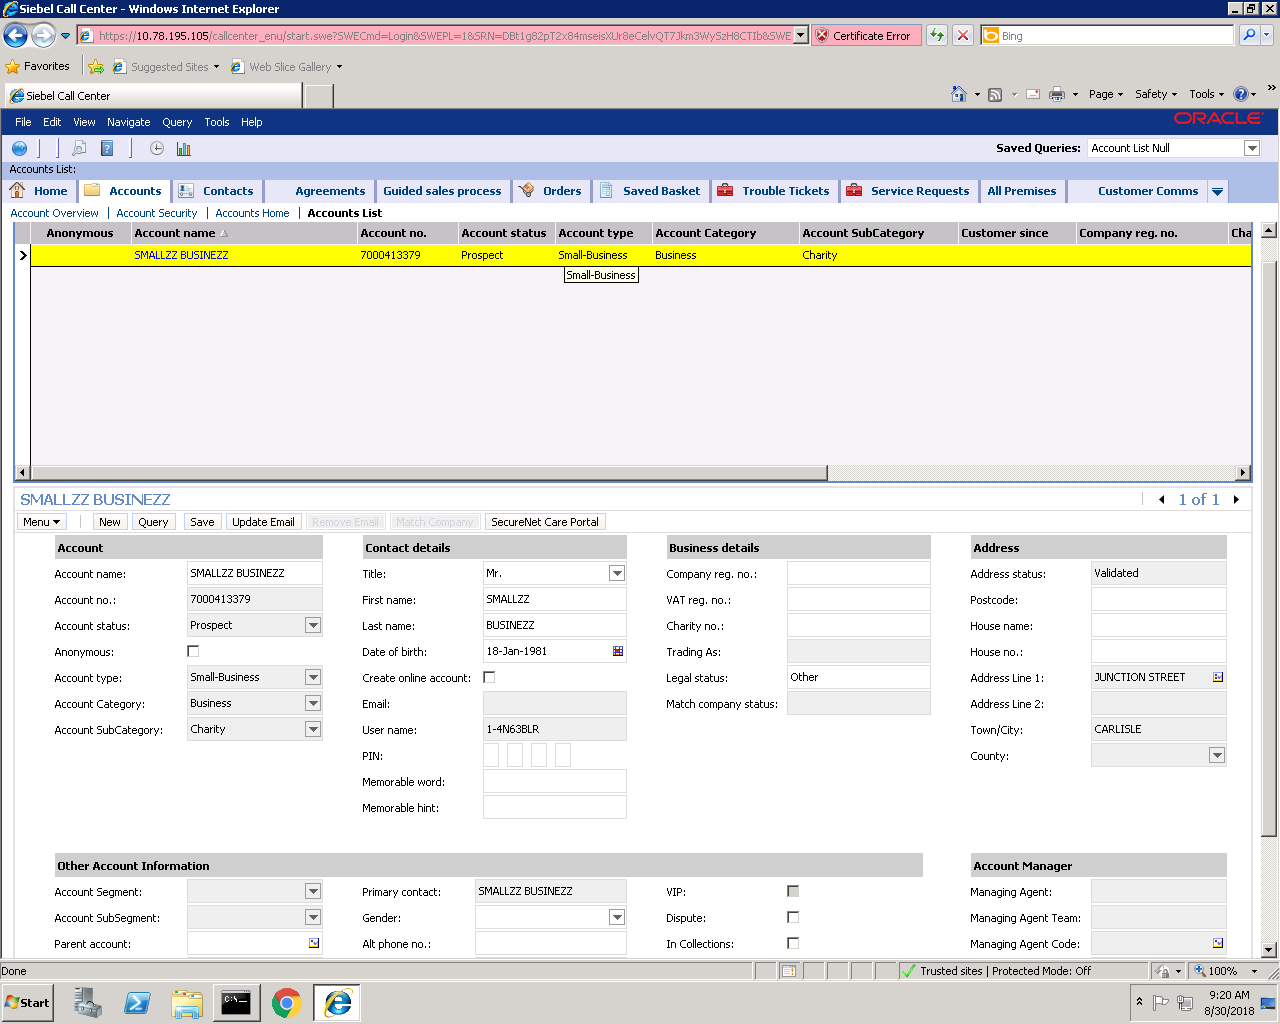 Siebel Call Center - Windows Internet Explorer
https://10.78.195.105/callcenter_enu/start.swe?SWECmd=Login&SWEPL=1&SRN=DBt1g82pT2x84mseisXUr8eCelvQT7Jkm3WySzH8CTIb&SWE Certificate Error Bing
Favorites Suggested Sites Web Slice Gallery
Siebel Call Center Page Safety Tools
File Edit View Navigate Query Tools Help ORACLE
Saved Queries: Account List Null
Accounts List:
Home Accounts Contacts Agreements Guided sales process Orders Saved Basket Trouble Tickets Service Requests All Premises Customer Comms
Account Overview | Account Security | Accounts Home | Accounts List
Anonymous Account name Account no. Account status Account type Account Category Account SubCategory Customer since Company reg. no. Cha
SMALLZZ BUSINEZZ 7000413379 Prospect Small-Business Business Charity
Small-Business
SMALLZZ BUSINEZZ 1 of 1
Menu New Query Save Update Email Remove Email Match Company SecureNet Care Portal
Account Contact details Business details Address
Account name: SMALLZZ BUSINEZZ Title: Mr. Company reg. no.: Address status: Validated
Account no.: 7000413379 First name: SMALLZZ VAT reg. no.: Postcode:
Account status: Prospect Last name: BUSINEZZ Charity no.: House name:
Anonymous: Date of birth: 18-Jan-1981 Trading As: House no.:
Account type: Small-Business Create online account: Legal status: Other Address Line 1: JUNCTION STREET
Account Category: Business Email: Match company status: Address Line 2:
Account SubCategory: Charity User name: 1-4N63BLR Town/City: CARLISLE
PIN: County:
Memorable word:
Memorable hint:
Other Account Information Account Manager
Account Segment: Primary contact: SMALLZZ BUSINEZZ VIP: Managing Agent:
Account SubSegment: Gender: Dispute: Managing Agent Team:
Parent account: Alt phone no.: In Collections: Managing Agent Code:
Done Trusted sites | Protected Mode: Off 100%
Start 9:20 AM
8/30/2018